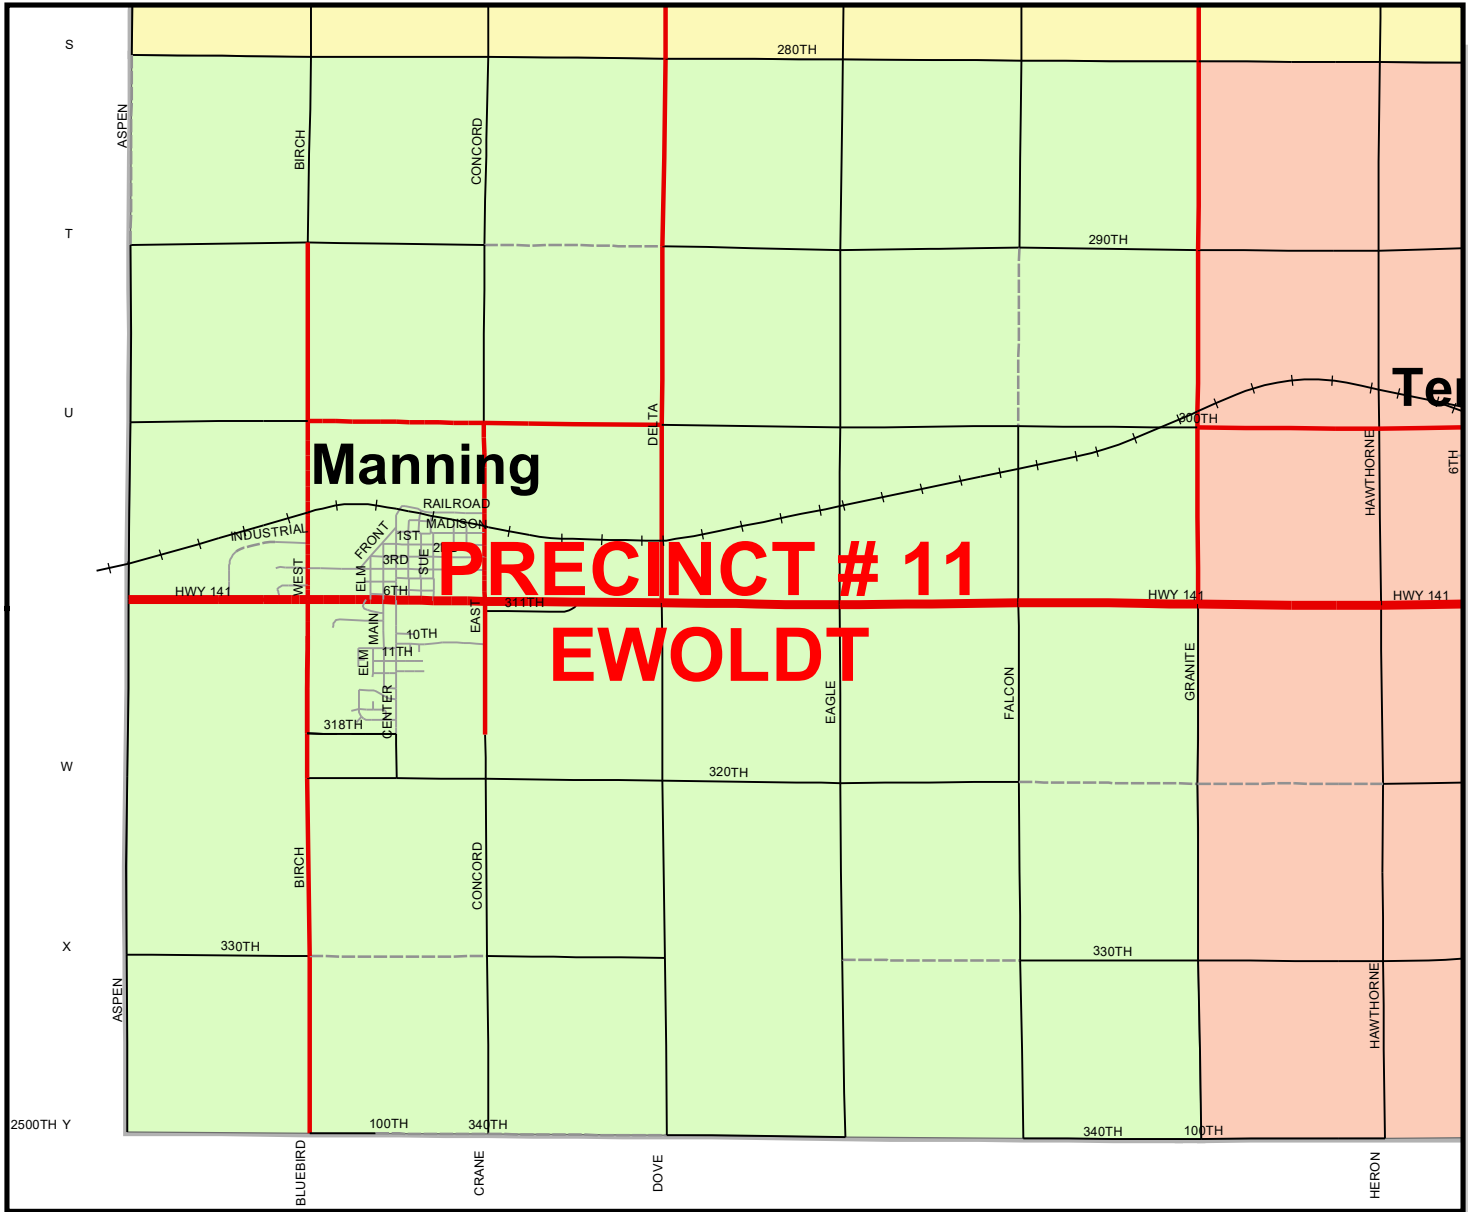 S
280TH
ASPEN
BIRCH
CONCORD
T
290TH
U
DELTA
300TH
Ter
HAWTHORNE
6TH
Manning
RAILROAD
MADISON
INDUSTRIAL
FRONT
1ST
3RD
SUE
PRECINCT # 11
WEST
ELM
6TH
HWY 141
311TH
HWY 141
HWY 141
EAST
MAIN
10TH
11TH
ELM
EWOLDT
GRANITE
FALCON
EAGLE
CENTER
318TH
W
320TH
BIRCH
CONCORD
X
330TH
330TH
ASPEN
HAWTHORNE
2500TH Y
100TH
340TH
340TH
100TH
BLUEBIRD
CRANE
DOVE
HERON